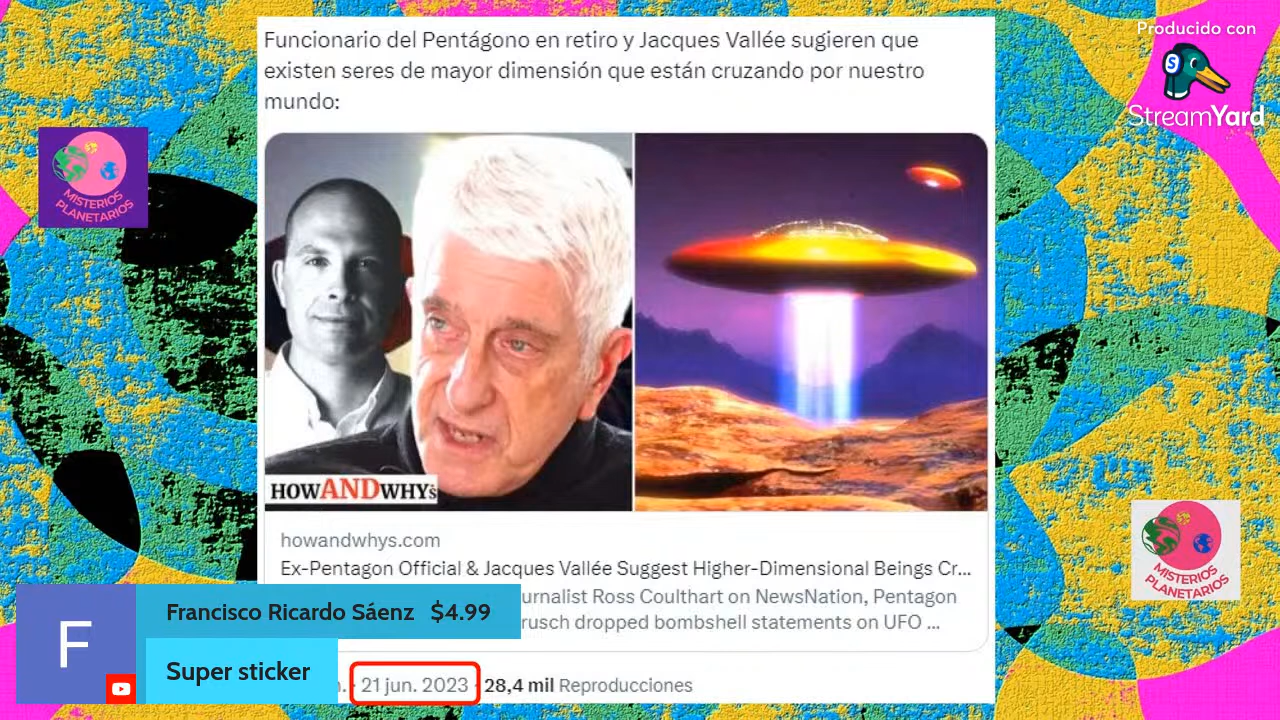 Funcionario del Pentágono en retiro y Jacques Vallée sugieren que
existen seres de mayor dimensión que están cruzando por nuestro
mundo:
Producido con
S
StreamYard
MISTERIOS
PLANETARIOS
HOWANDWHYs
howandwhys.com
Ex-Pentagon Official & Jacques Vallée Suggest Higher-Dimensional Beings Cr...
urnalist Ross Coulthart on NewsNation, Pentagon
rusch dropped bombshell statements on UFO ...
MISTERIOS
PLANETARIOS
F
Francisco Ricardo Sáenz $4.99
Super sticker
21 jun. 2023 · 28,4 mil Reproducciones